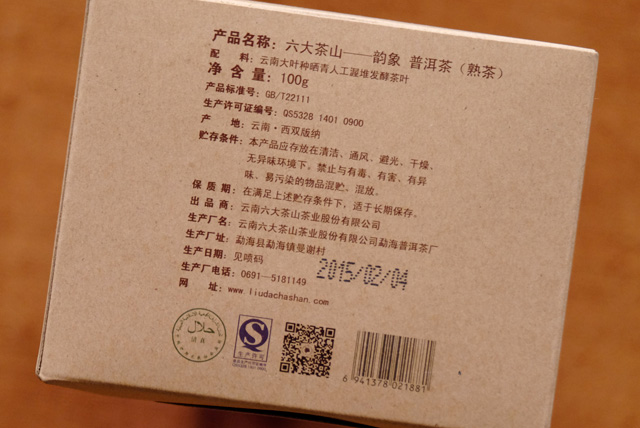 产品名称：六大茶山——韵象 普洱茶（熟茶）
配 料：云南大叶种晒青人工渥堆发酵茶叶
净 含 量：100g
产品标准号：GB/T22111
生产许可证编号：QS5328 1401 0900
产 地：云南·西双版纳
贮存条件：本产品应存放在清洁、通风、避光、干燥、
无异味环境下。禁止与有毒、有害、有异
味、易污染的物品混贮、混放。
保 质 期：在满足上述贮存条件下，适于长期保存。
出 品 商：云南六大茶山茶业股份有限公司
生产厂名：云南六大茶山茶业股份有限公司勐海普洱茶厂
生产厂址：勐海县勐海镇曼谢村
生产日期：见喷码
2015/02/04
生产厂电话：0691-5181149
网 址：www.liudachashan.com
حلال
清真
QS
生产许可
6 941378 021881